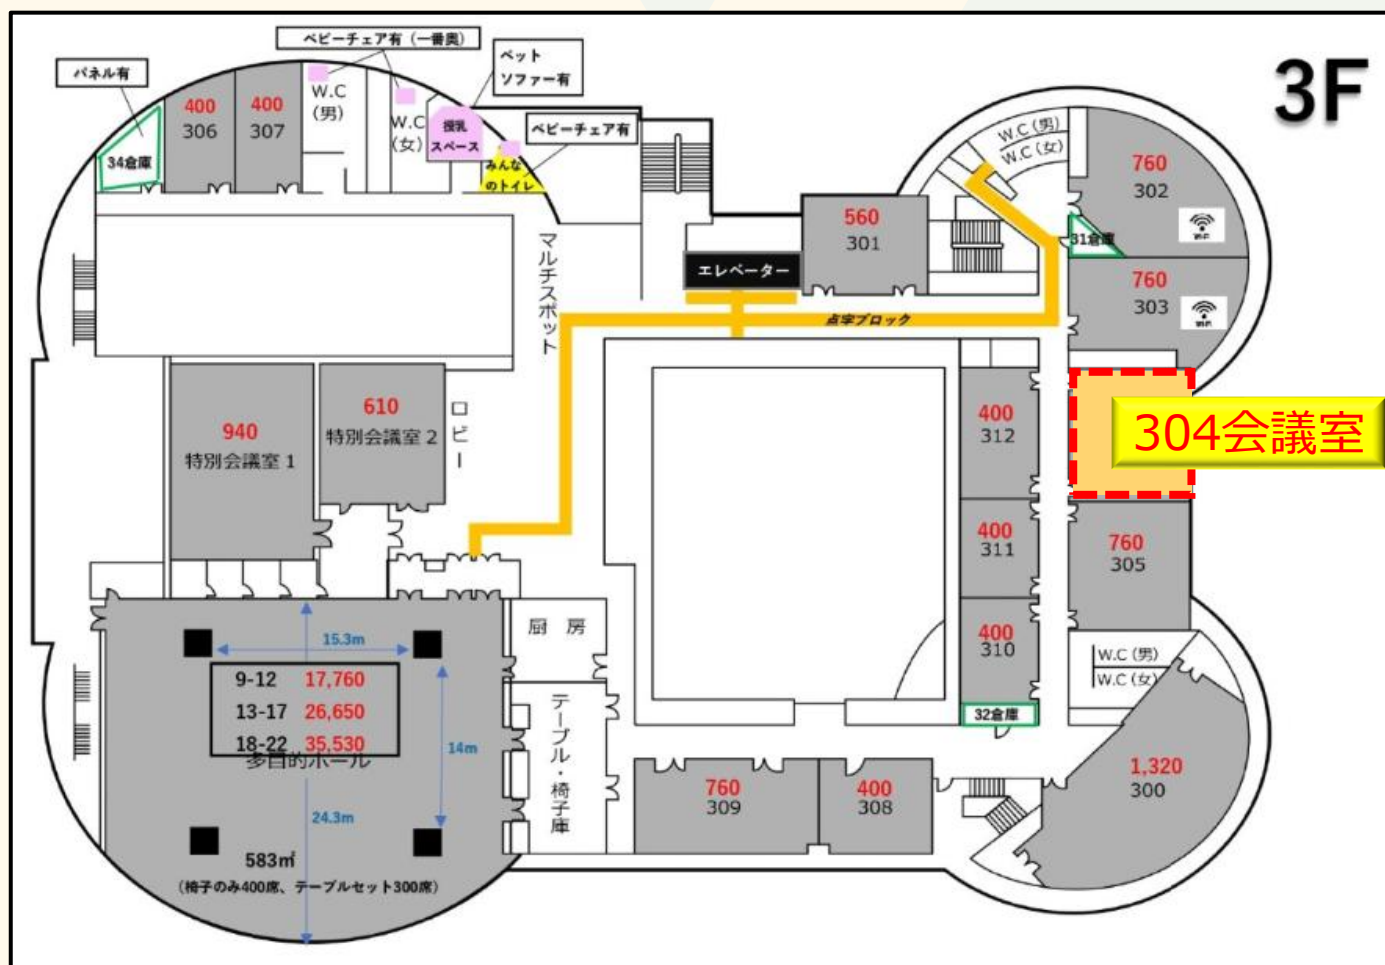 3F
ベビーチェア有（一番奥）
ベット
ソファー有
パネル有
ベビーチェア有
W.C
（男）
W.C
（女）
授乳
スペース
みんな
のトイレ
400
306
400
307
34倉庫
W.C（男）
W.C（女）
760
302
Wi-Fi
31倉庫
560
301
エレベーター
マルチスポット
点字ブロック
760
303
Wi-Fi
940
特別会議室 1
610
特別会議室 2
ロビー
400
312
304会議室
400
311
760
305
400
310
32倉庫
W.C（男）
W.C（女）
厨　房
テーブル・椅子庫
15.3m
9-12 17,760
13-17 26,650
18-22 35,530
多目的ホール
14m
24.3m
583㎡
（椅子のみ400席、テーブルセット300席）
760
309
400
308
1,320
300